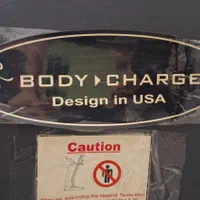 BODY CHARGE
Design in USA
Caution